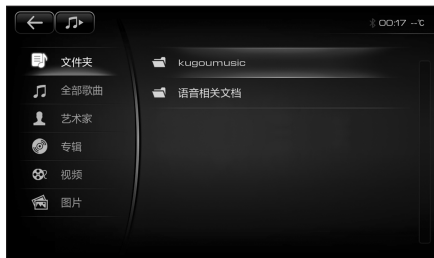 00:17 --℃
文件夹
kugoumusic
全部歌曲
语音相关文档
艺术家
专辑
视频
图片